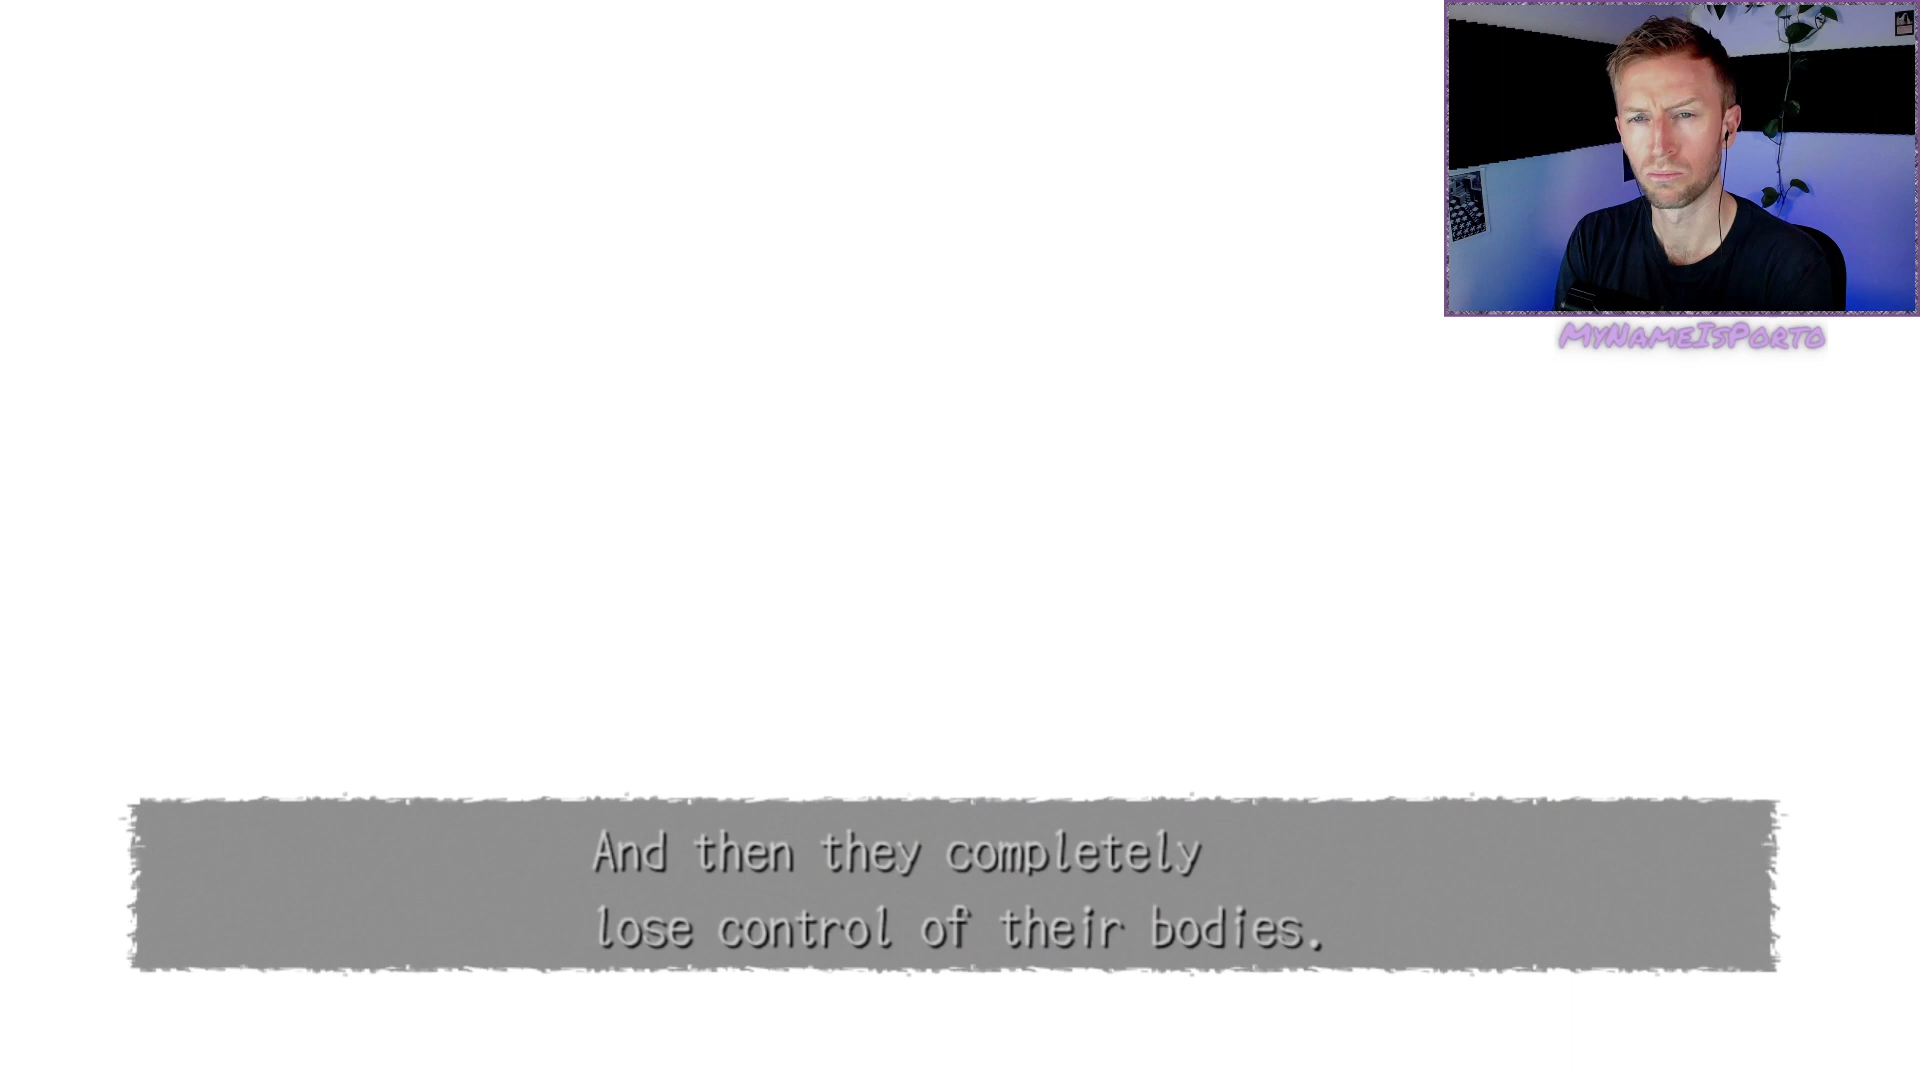 MyNameIsPorto
And then they completely
lose control of their bodies.